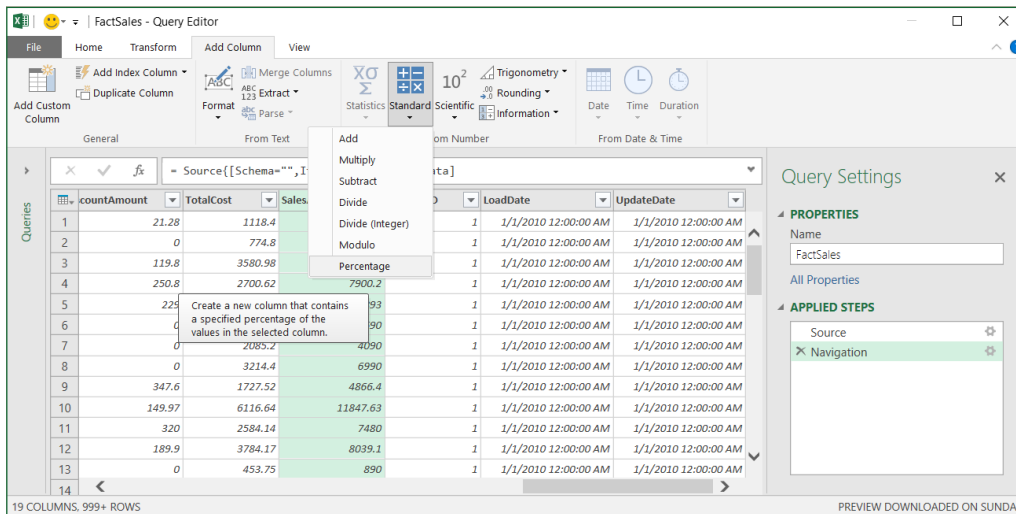 FactSales - Query Editor
File Home Transform Add Column View
Add Custom Column
Add Index Column
Duplicate Column
General
ABC
Format
Merge Columns
ABC 123 Extract
abc Parse
From Text
XΟ Σ
Statistics
Standard
10²
Scientific
Trigonometry
.00 →.0 Rounding
Information
om Number
Date
Time
Duration
From Date & Time
Add
Multiply
Subtract
Divide
Divide (Integer)
Modulo
Percentage
Queries
fx = Source{[Schema="",I ta]
countAmount TotalCost Sales LoadDate UpdateDate
1 21.28 1118.4 1 1/1/2010 12:00:00 AM 1/1/2010 12:00:00 AM
2 0 774.8 1 1/1/2010 12:00:00 AM 1/1/2010 12:00:00 AM
3 119.8 3580.98 1 1/1/2010 12:00:00 AM 1/1/2010 12:00:00 AM
4 250.8 2700.62 7900.2 1 1/1/2010 12:00:00 AM 1/1/2010 12:00:00 AM
5 229 93 1 1/1/2010 12:00:00 AM 1/1/2010 12:00:00 AM
6 90 1 1/1/2010 12:00:00 AM 1/1/2010 12:00:00 AM
7 0 2085.2 4090 1 1/1/2010 12:00:00 AM 1/1/2010 12:00:00 AM
8 0 3214.4 6990 1 1/1/2010 12:00:00 AM 1/1/2010 12:00:00 AM
9 347.6 1727.52 4866.4 1 1/1/2010 12:00:00 AM 1/1/2010 12:00:00 AM
10 149.97 6116.64 11847.63 1 1/1/2010 12:00:00 AM 1/1/2010 12:00:00 AM
11 320 2584.14 7480 1 1/1/2010 12:00:00 AM 1/1/2010 12:00:00 AM
12 189.9 3784.17 8039.1 1 1/1/2010 12:00:00 AM 1/1/2010 12:00:00 AM
13 0 453.75 890 1 1/1/2010 12:00:00 AM 1/1/2010 12:00:00 AM
14
Create a new column that contains
a specified percentage of the
values in the selected column.
Query Settings
PROPERTIES
Name
FactSales
All Properties
APPLIED STEPS
Source
Navigation
19 COLUMNS, 999+ ROWS
PREVIEW DOWNLOADED ON SUNDA